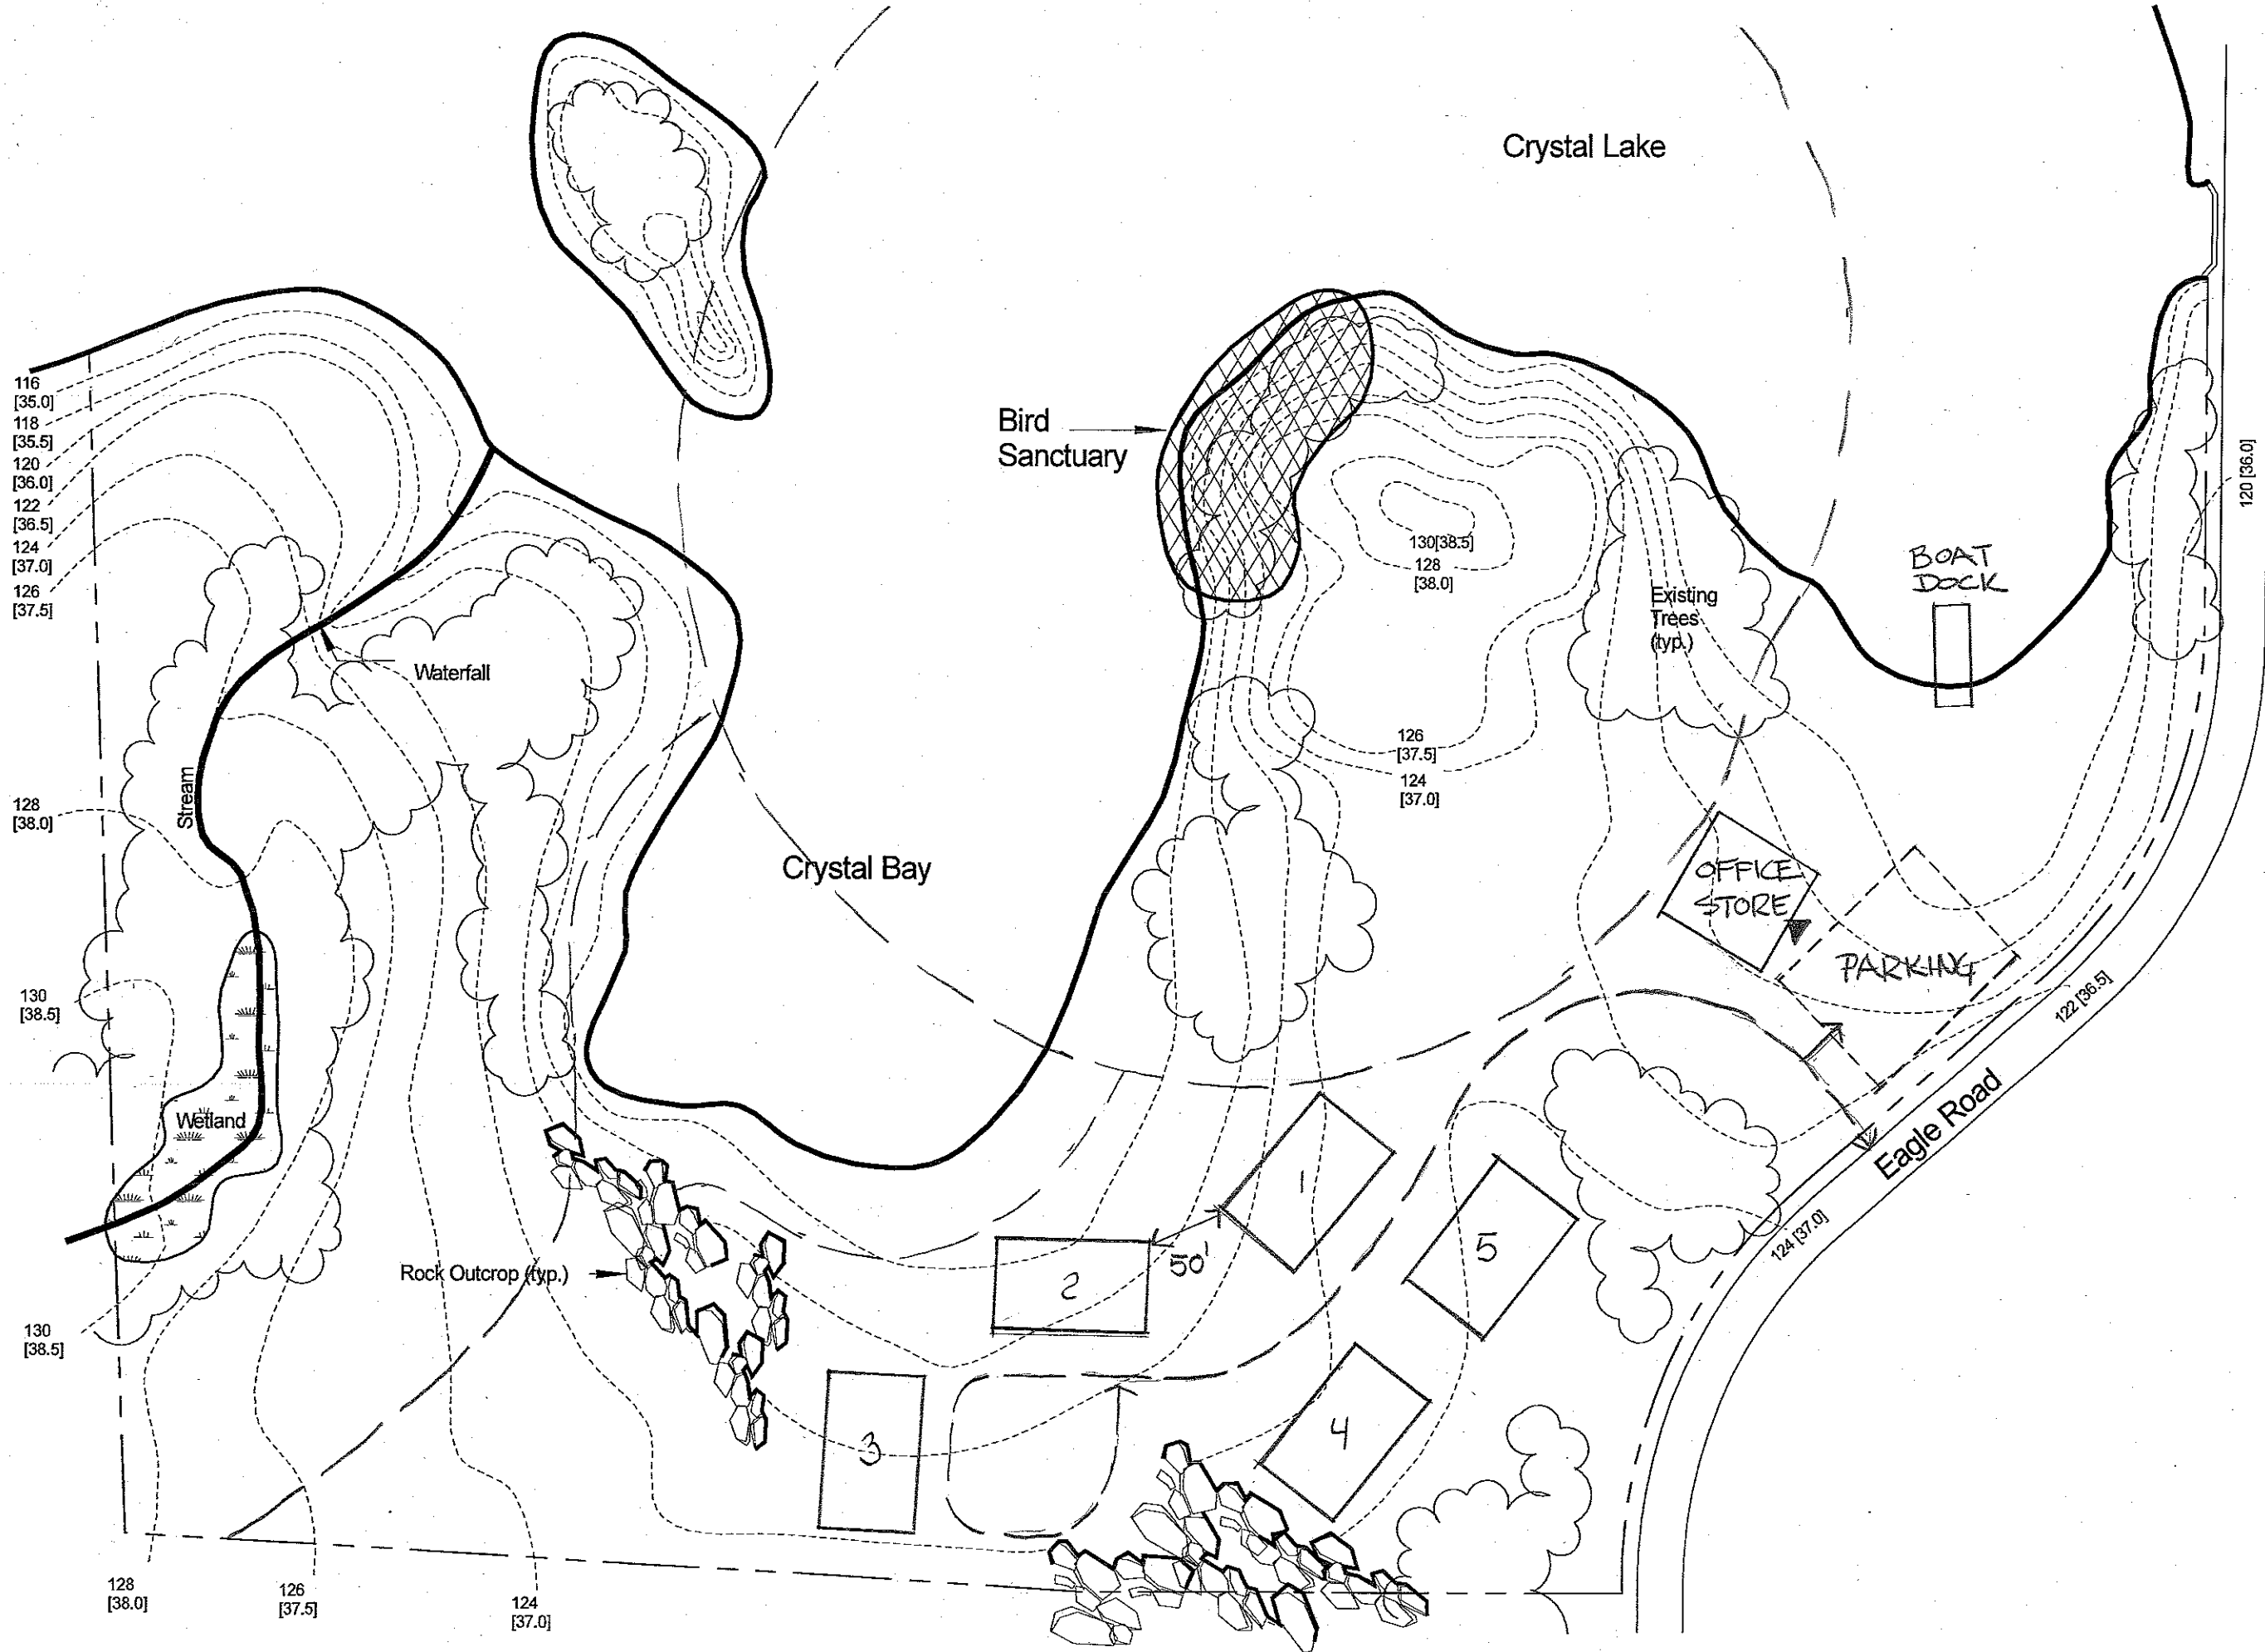 Crystal Lake
116
[35.0]
118
[35.5]
120
[36.0]
122
[36.5]
124
[37.0]
126
[37.5]
Bird
Sanctuary
120 [36.0]
130[38.5]
128
[38.0]
BOAT
DOCK
Existing
Trees
(typ.)
Waterfall
126
[37.5]
124
[37.0]
Stream
128
[38.0]
Crystal Bay
OFFICE
STORE
PARKING
130
[38.5]
122 [36.5]
Wetland
Eagle Road
1
5
124 [37.0]
50'
2
Rock Outcrop (typ.)
130
[38.5]
3
4
128
[38.0]
126
[37.5]
124
[37.0]